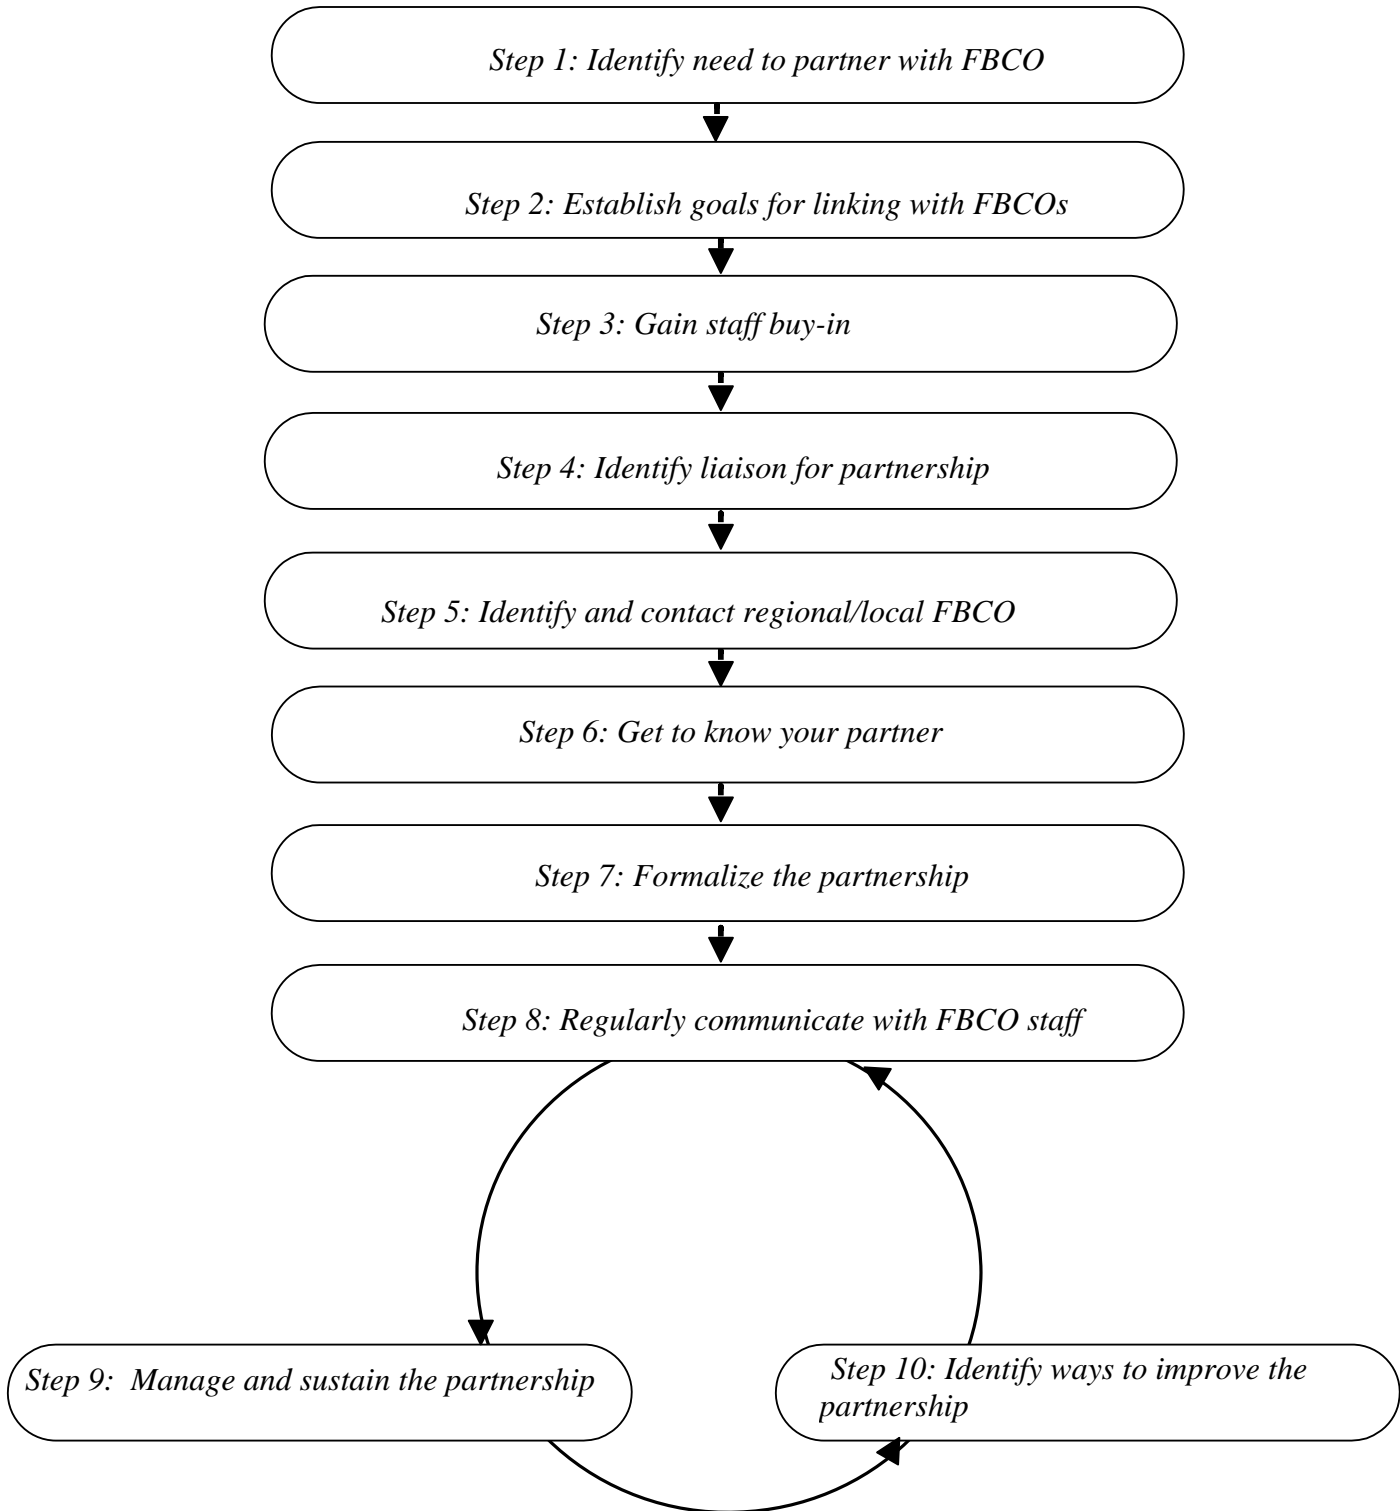 Step 1: Identify need to partner with FBCO
Step 2: Establish goals for linking with FBCOs
Step 3: Gain staff buy-in
Step 4: Identify liaison for partnership
Step 5: Identify and contact regional/local FBCO
Step 6: Get to know your partner
Step 7: Formalize the partnership
Step 8: Regularly communicate with FBCO staff
Step 9:  Manage and sustain the partnership
Step 10: Identify ways to improve the
partnership